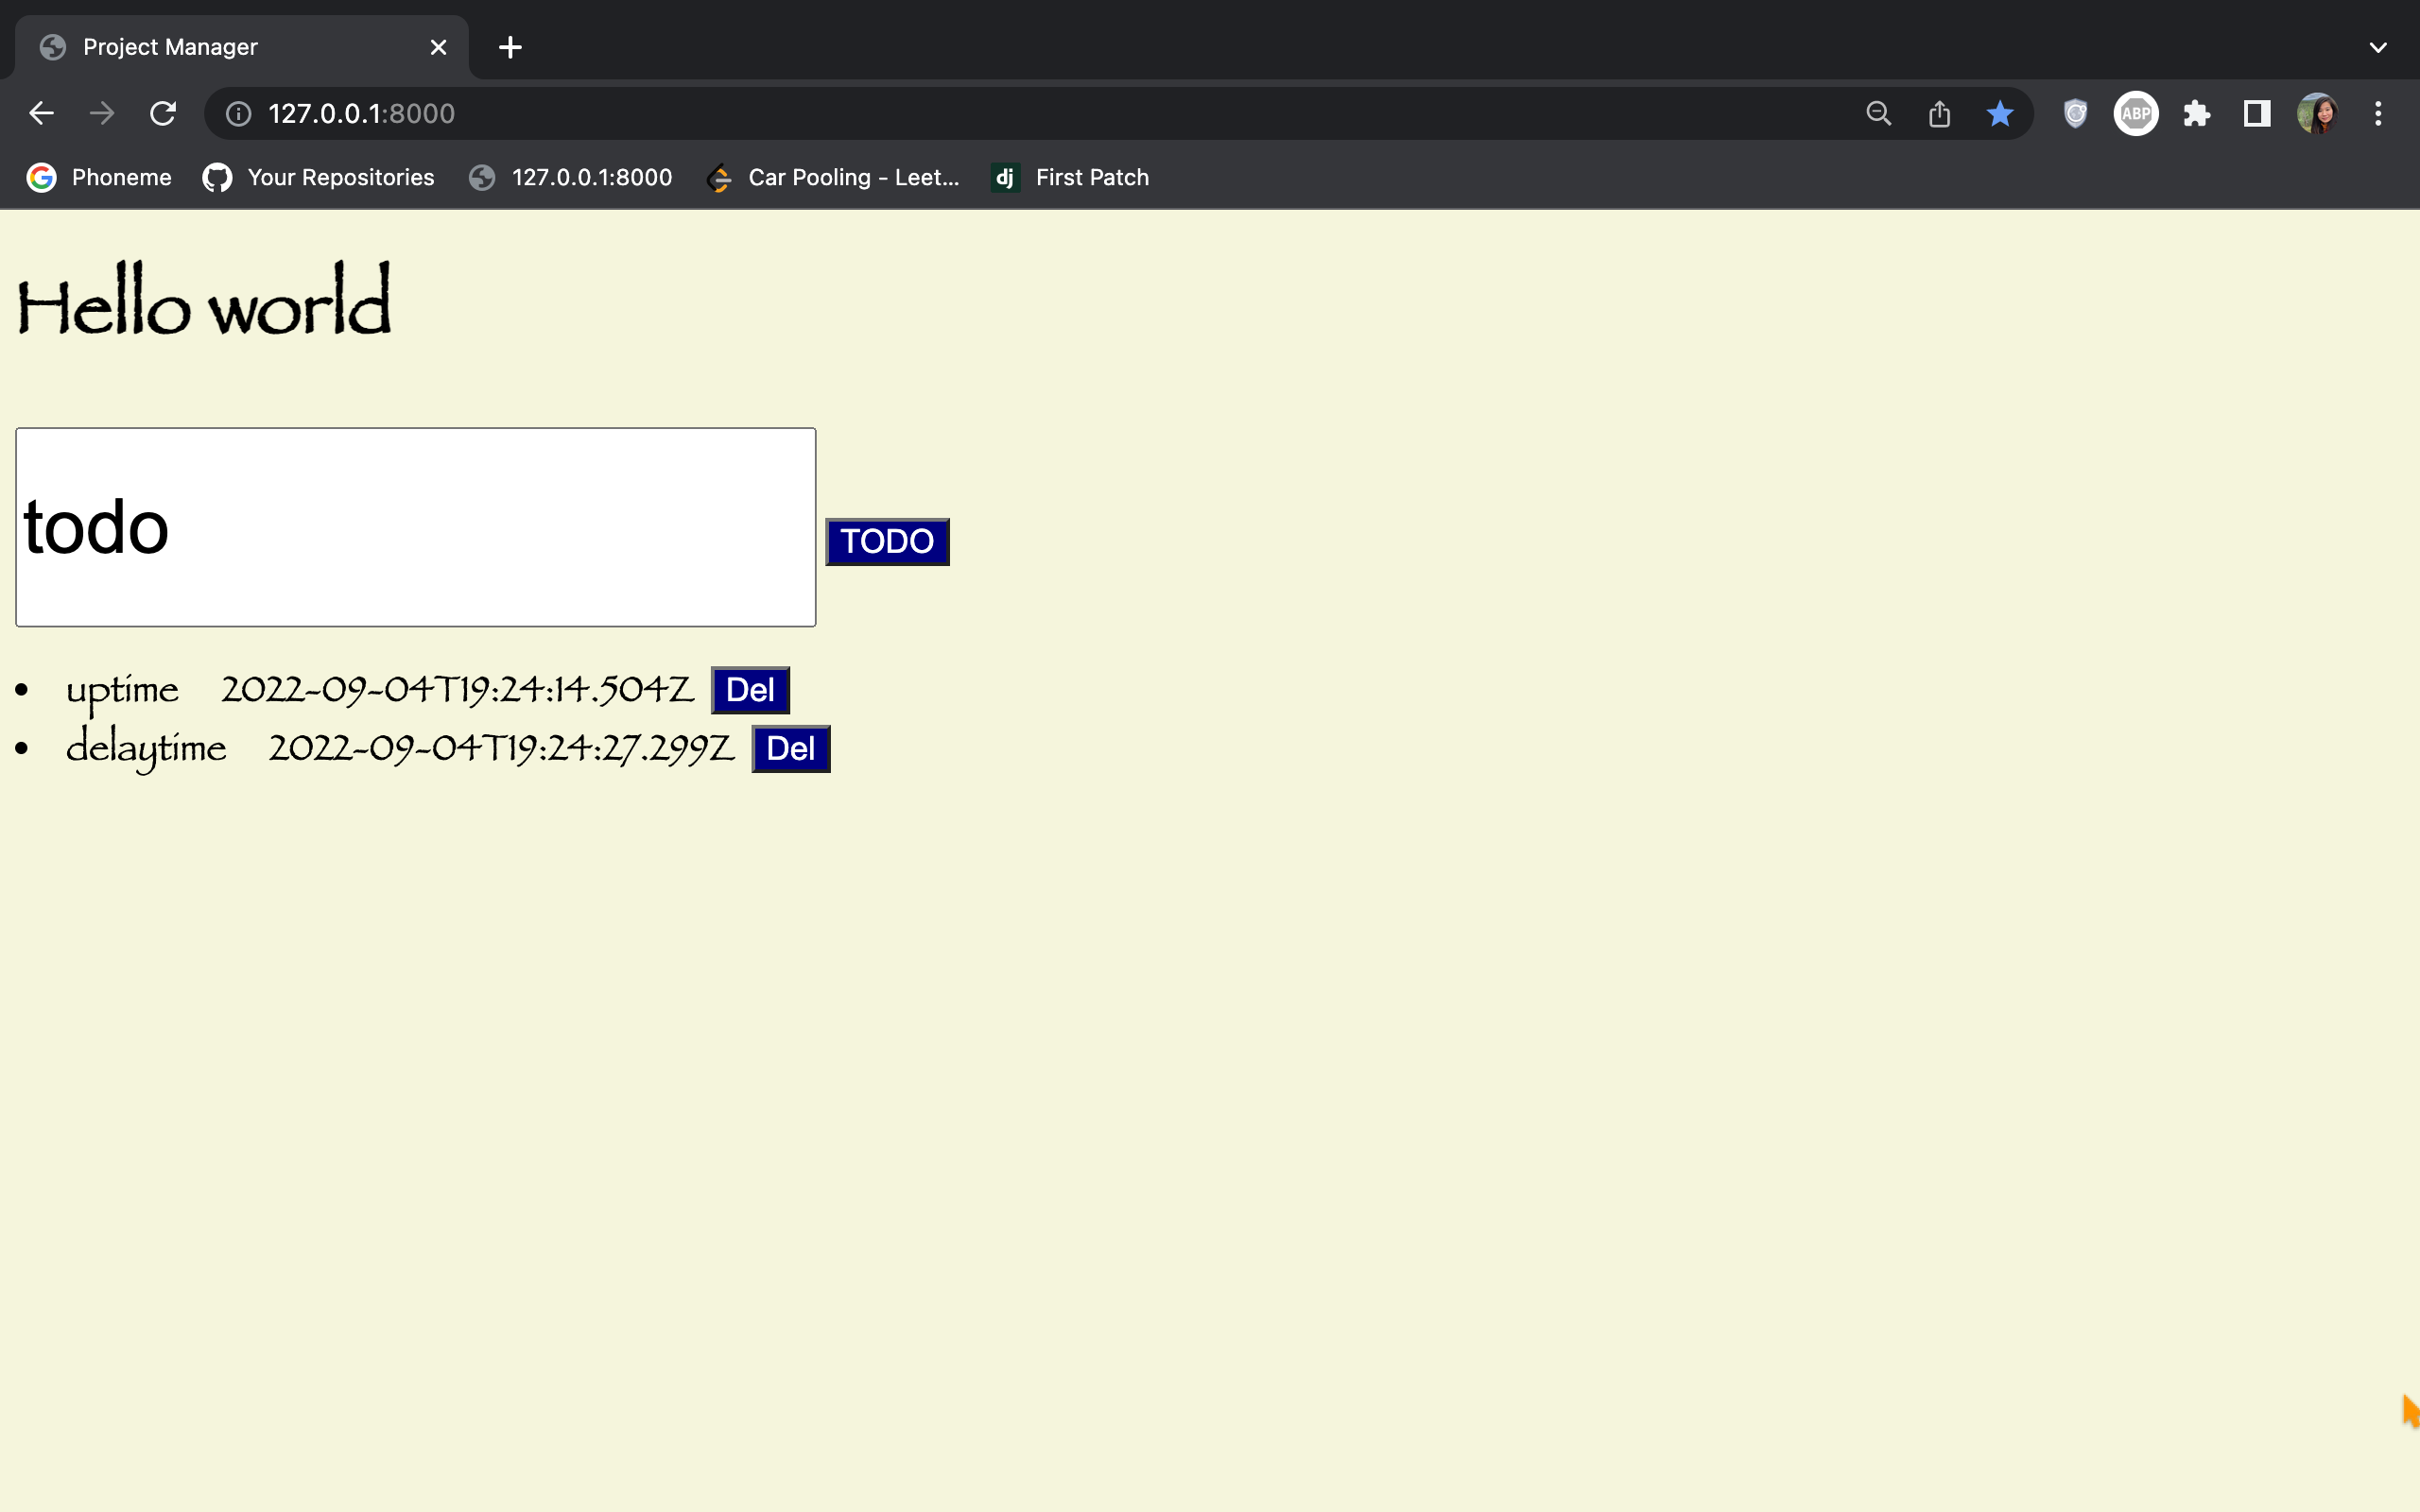 Project Manager
127.0.0.1:8000
ABP
Phoneme Your Repositories 127.0.0.1:8000 Car Pooling - Leet... dj First Patch
Hello world
todo TODO
uptime 2022-09-04T19:24:14.504Z Del
delaytime 2022-09-04T19:24:27.299Z Del